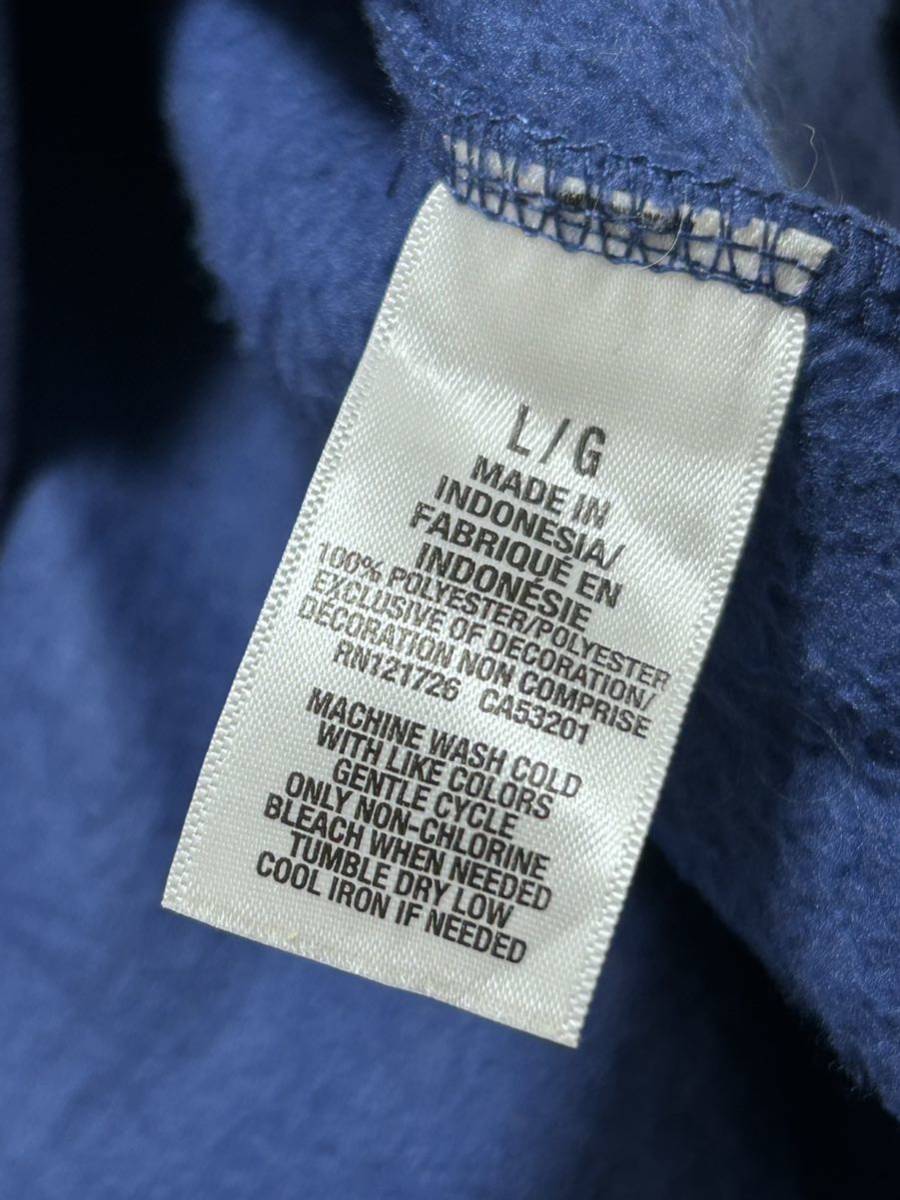 L/G
MADE IN
INDONESIA/
FABRIQUÉ EN
INDONÉSIE
100% POLYESTER/POLYESTER
EXCLUSIVE OF DECORATION/
DÉCORATION NON COMPRISE
RN121726 CA53201
MACHINE WASH COLD
WITH LIKE COLORS
GENTLE CYCLE
ONLY NON-CHLORINE
BLEACH WHEN NEEDED
TUMBLE DRY LOW
COOL IRON IF NEEDED